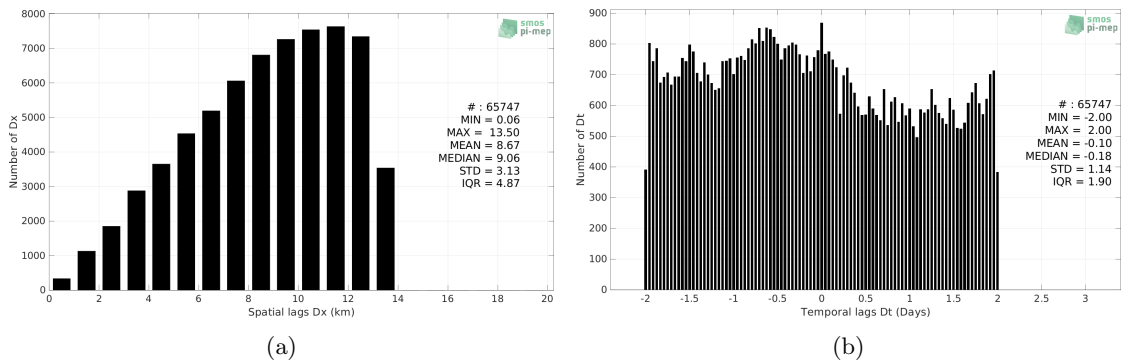 8000
7000
6000
5000
4000
3000
2000
1000
0
Number of Dx
smos
pi-mep
# : 65747
MIN = 0.06
MAX = 13.50
MEAN = 8.67
MEDIAN = 9.06
STD = 3.13
IQR = 4.87
0 2 4 6 8 10 12 14 16 18 20
Spatial lags Dx (km)
(a)
900
800
700
600
500
400
300
200
100
0
Number of Dt
smos
pi-mep
# : 65747
MIN = -2.00
MAX = 2.00
MEAN = -0.10
MEDIAN = -0.18
STD = 1.14
IQR = 1.90
-2 -1.5 -1 -0.5 0 0.5 1 1.5 2 2.5 3
Temporal lags Dt (Days)
(b)